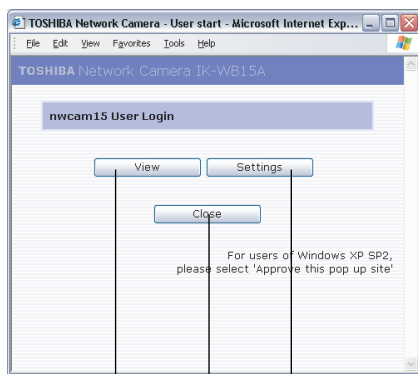 TOSHIBA Network Camera - User start - Microsoft Internet Exp...
File Edit View Favorites Tools Help
TOSHIBA Network Camera IK-WB15A
nwcam15 User Login
View Settings
Close
For users of Windows XP SP2,
please select 'Approve this pop up site'